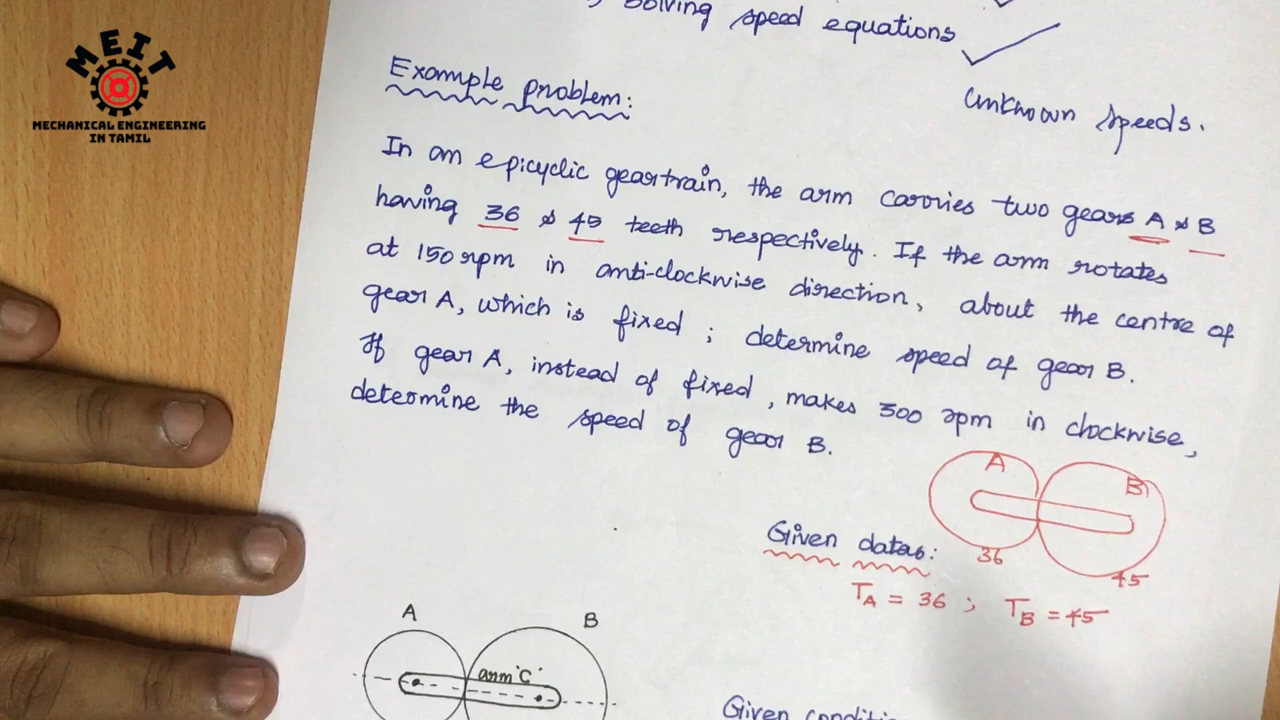 MEIT
MECHANICAL ENGINEERING
IN TAMIL
Solving speed equations
Unknown speeds.
Example problem:
In an epicyclic geartrain, the arm carries two gears A & B
having 36 & 45 teeth respectively. If the arm rotates
at 150 rpm in anti-clockwise direction, about the centre of
gear A, which is fixed; determine speed of gear B.
If gear A, instead of fixed, makes 300 rpm in clockwise,
determine the speed of gear B.
A
B
36
45
Given datas:
TA = 36 ; TB = 45
A
B
arm 'C'
Given conditio